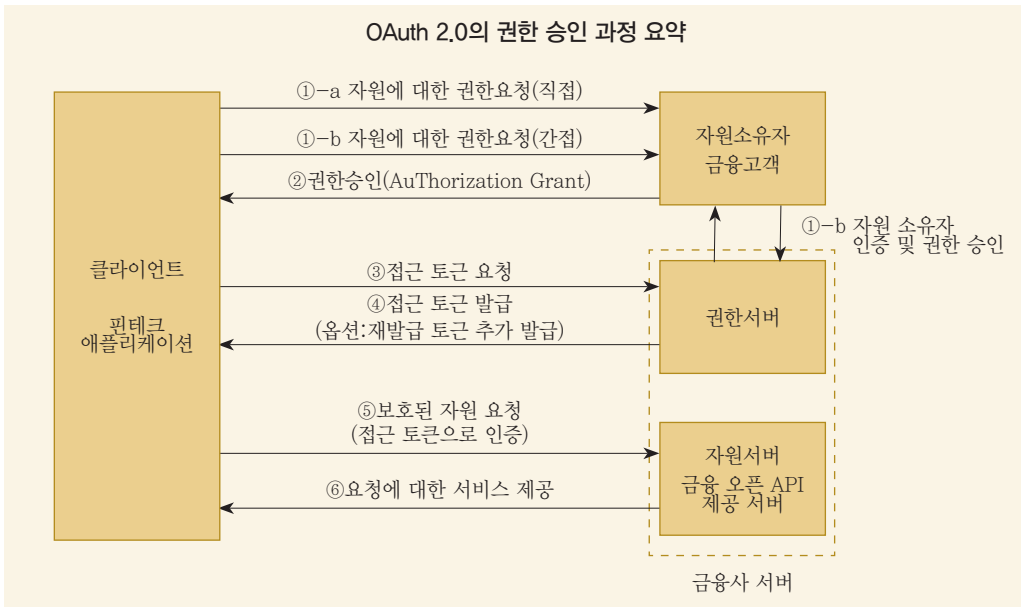 OAuth 2.0의 권한 승인 과정 요약
①-a 자원에 대한 권한요청(직접)
①-b 자원에 대한 권한요청(간접)
②권한승인(AuThorization Grant)
자원소유자
금융고객
①-b 자원 소유자
인증 및 권한 승인
클라이언트
핀테크
애플리케이션
③접근 토근 요청
④접근 토근 발급
(옵션:재발급 토근 추가 발급)
권한서버
⑤보호된 자원 요청
(접근 토큰으로 인증)
⑥요청에 대한 서비스 제공
자원서버
금융 오픈 API
제공 서버
금융사 서버